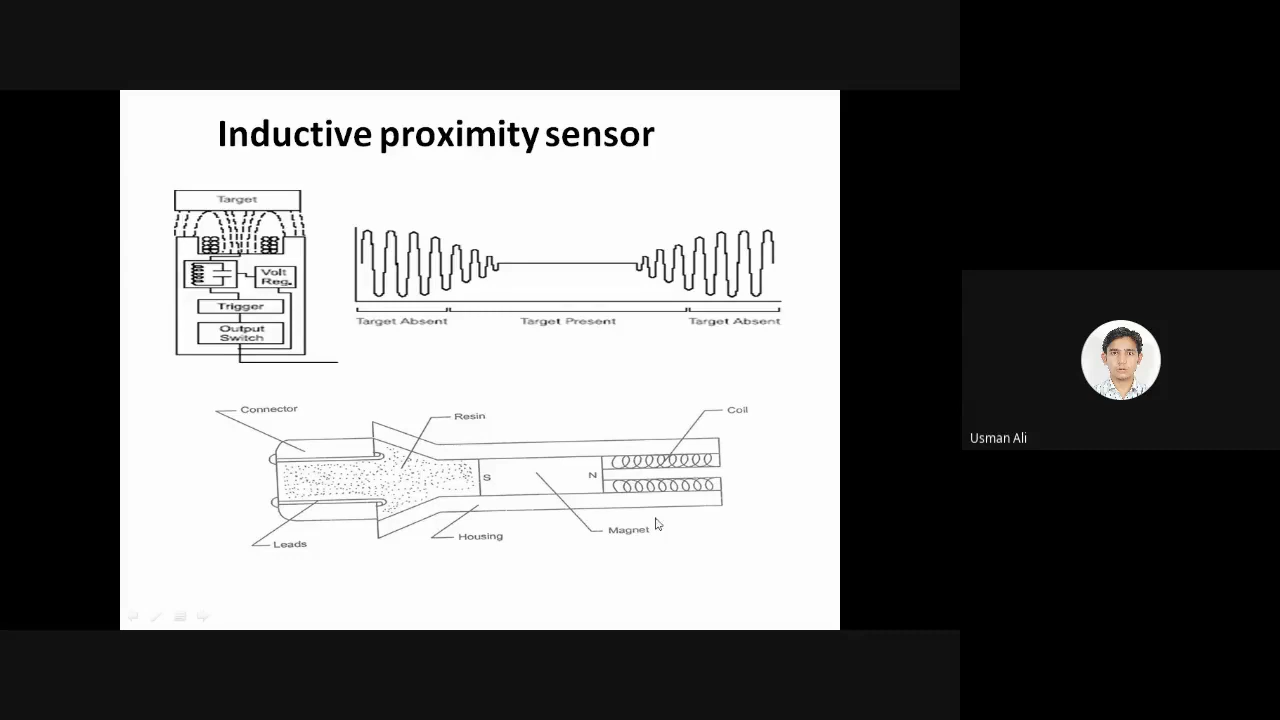 Inductive proximity sensor
Target
Volt
Reg.
Trigger
Output
Switch
Target Absent
Target Present
Target Absent
Connector
Resin
Coil
S
N
Magnet
Housing
Leads
Usman Ali